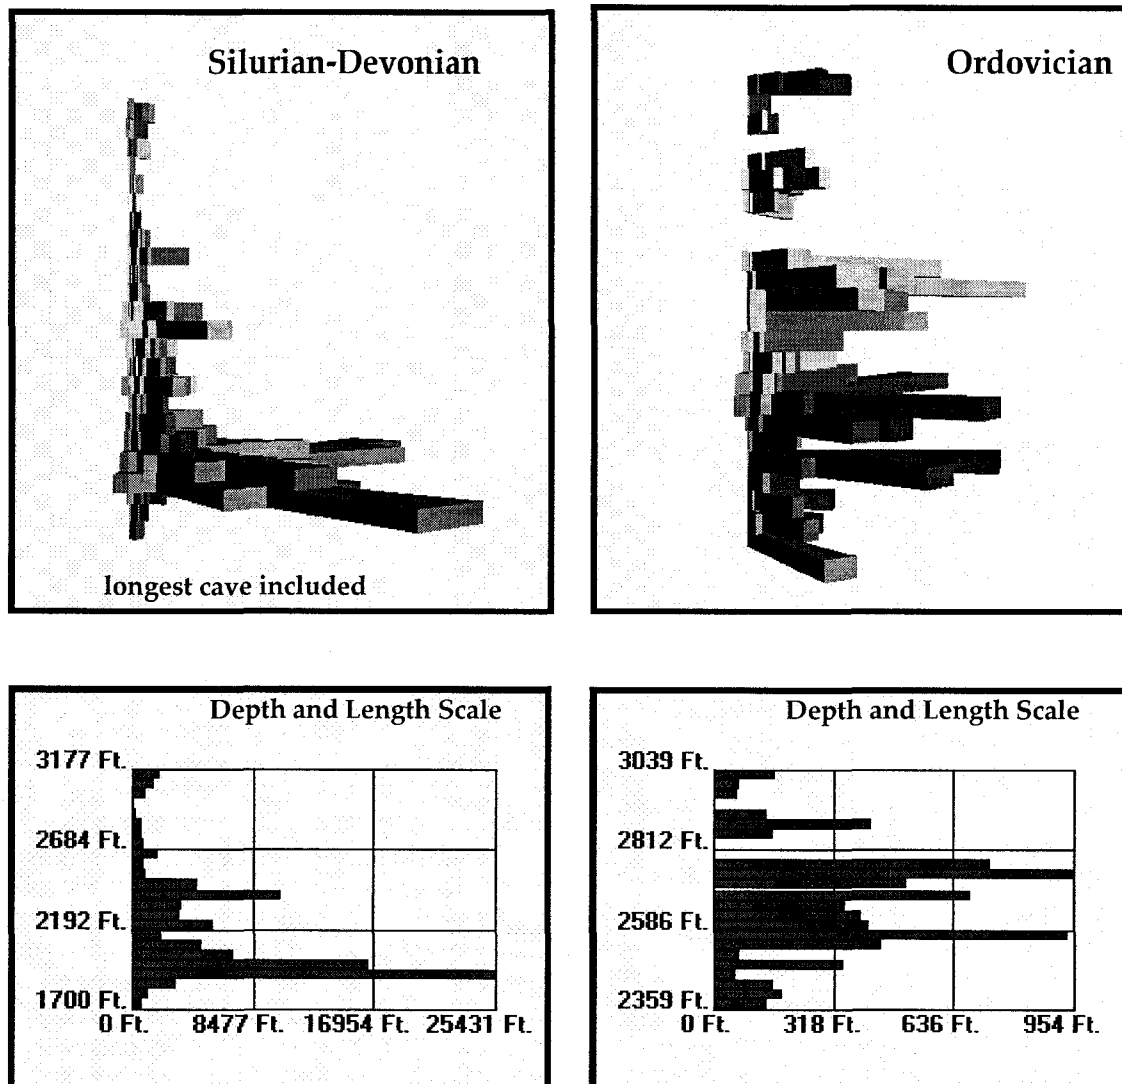 Silurian-Devonian
longest cave included
Ordovician
Depth and Length Scale
3177 Ft.
2684 Ft.
2192 Ft.
1700 Ft.
0 Ft. 8477 Ft. 16954 Ft. 25431 Ft.
Depth and Length Scale
3039 Ft.
2812 Ft.
2586 Ft.
2359 Ft.
0 Ft. 318 Ft. 636 Ft. 954 Ft.